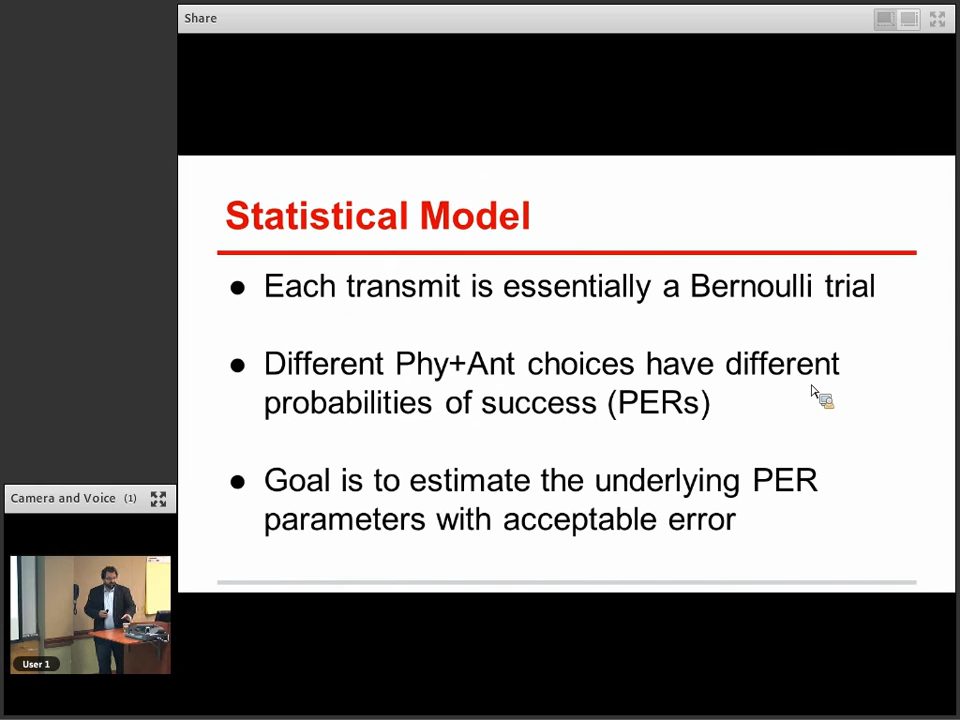 Share
Statistical Model
● Each transmit is essentially a Bernoulli trial
● Different Phy+Ant choices have different
probabilities of success (PERs)
● Goal is to estimate the underlying PER
parameters with acceptable error
Camera and Voice (1)
User 1